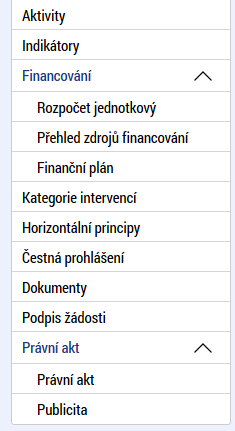 Aktivity
Indikátory
Financování
Rozpočet jednotkový
Přehled zdrojů financování
Finanční plán
Kategorie intervencí
Horizontální principy
Čestná prohlášení
Dokumenty
Podpis žádosti
Právní akt
Právní akt
Publicita